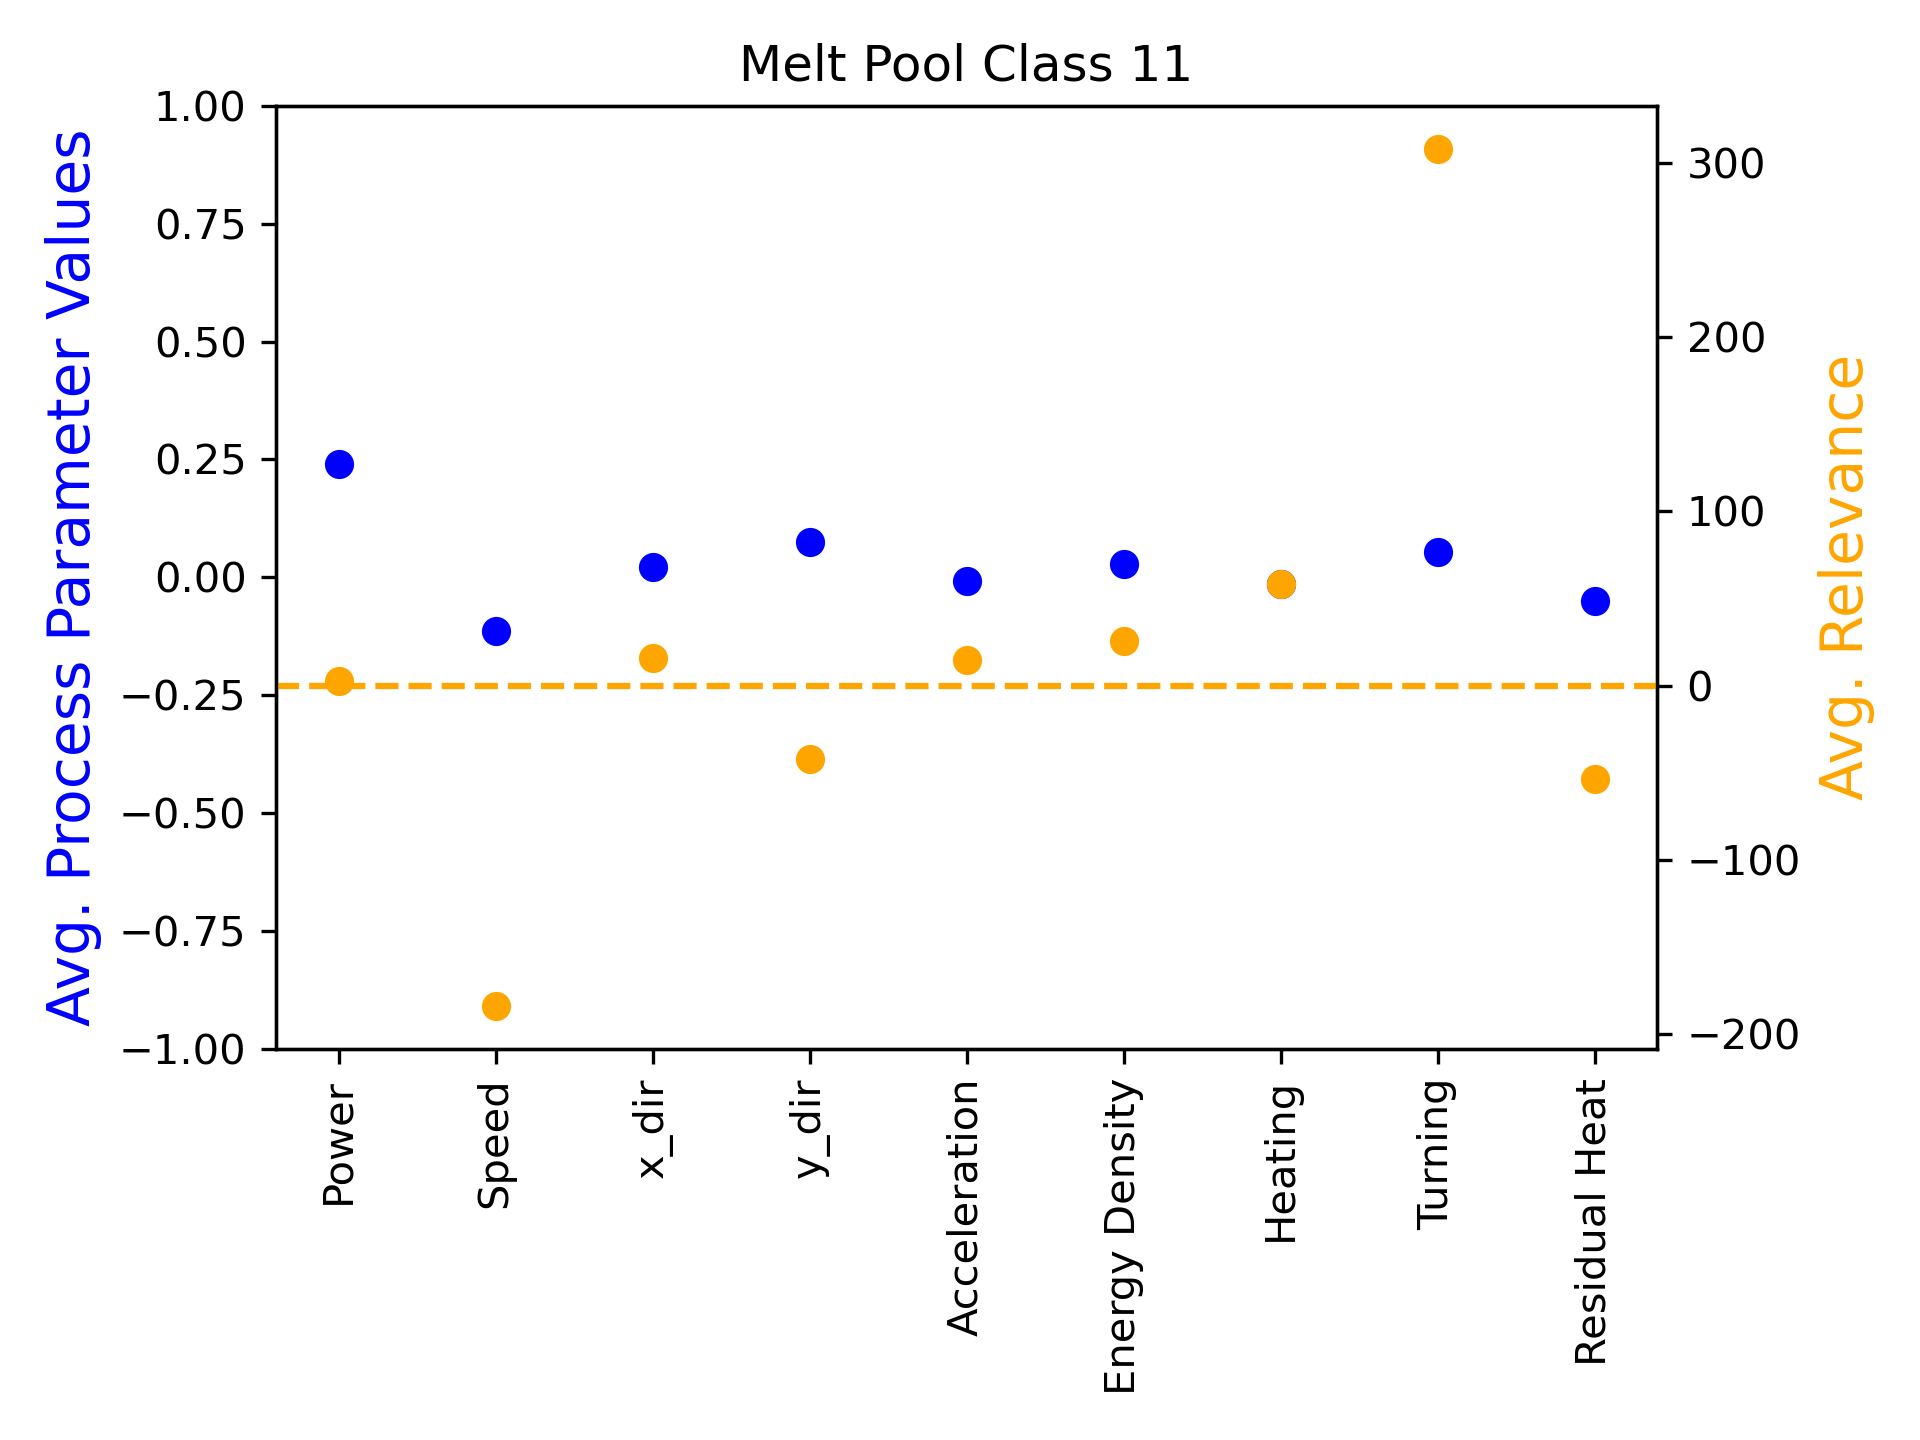 Melt Pool Class 11
Avg. Process Parameter Values
1.00
0.75
0.50
0.25
0.00
−0.25
−0.50
−0.75
−1.00
300
200
100
0
−100
−200
Avg. Relevance
Power
Speed
x_dir
y_dir
Acceleration
Energy Density
Heating
Turning
Residual Heat